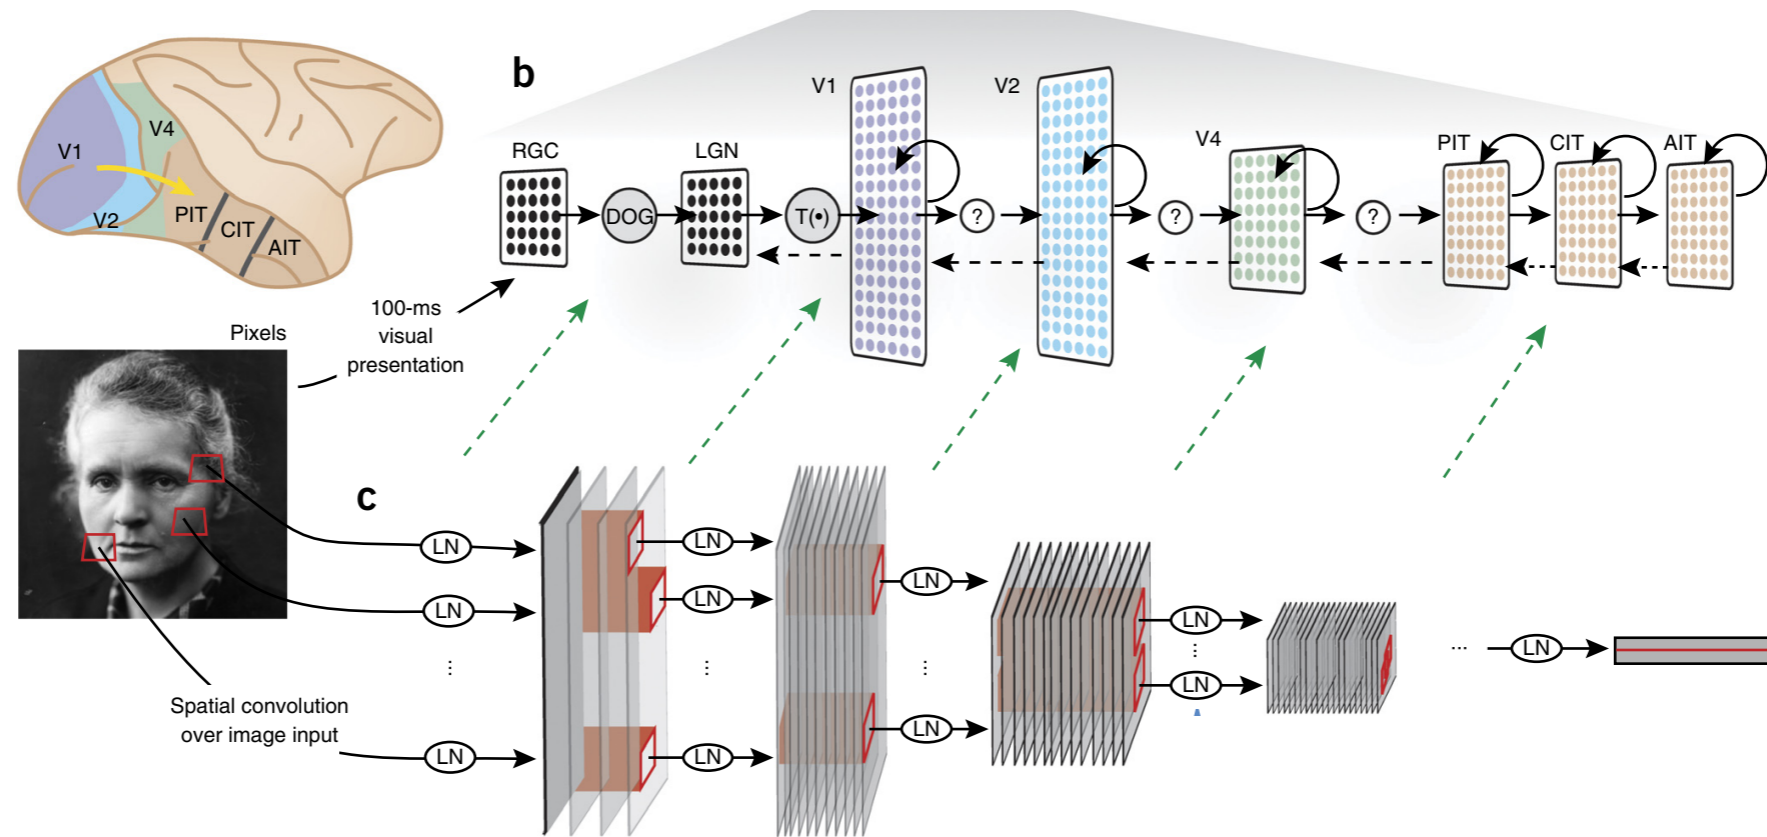 b
V1
V4
V2
PIT
CIT
AIT
RGC
DOG
LGN
T(•)
V1
?
V2
?
V4
?
PIT
CIT
AIT
100-ms
visual
presentation
Pixels
c
LN
LN
LN
LN
LN
LN
LN
LN
LN
LN
...
...
...
...
...
LN
Spatial convolution
over image input